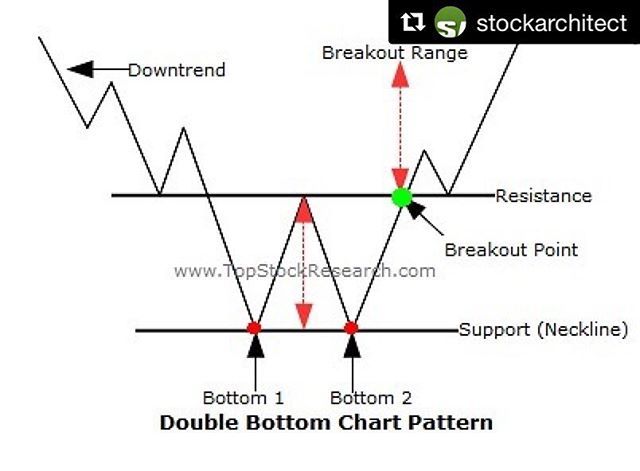 stockarchitect
Breakout Range
Downtrend
Resistance
Breakout Point
www.TopStockResearch.com
Support (Neckline)
Bottom 1
Bottom 2
Double Bottom Chart Pattern